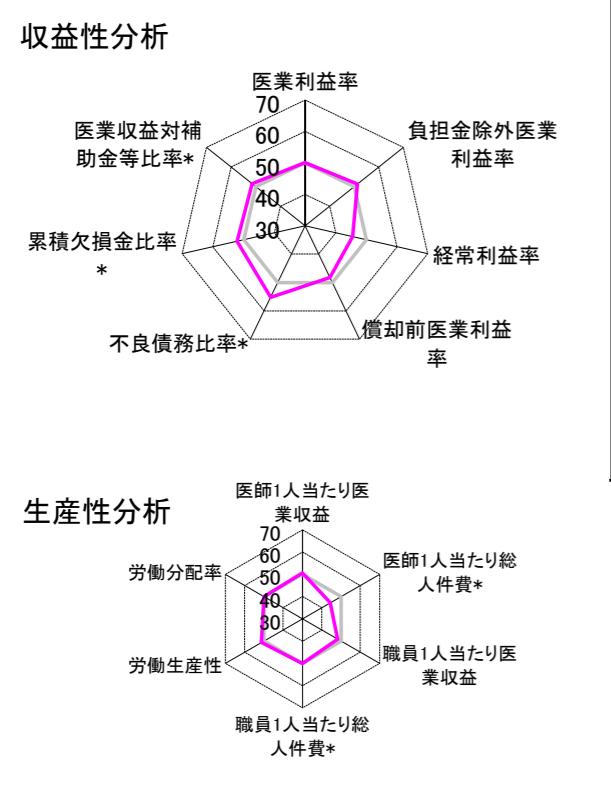 収益性分析
医業利益率
70
60
50
40
30
負担金除外医業
利益率
経常利益率
償却前医業利益
率
不良債務比率*
累積欠損金比率
*
医業収益対補
助金等比率*
生産性分析
医師1人当たり医
業収益
70
60
50
40
30
医師1人当たり総
人件費*
職員1人当たり医
業収益
職員1人当たり総
人件費*
労働生産性
労働分配率